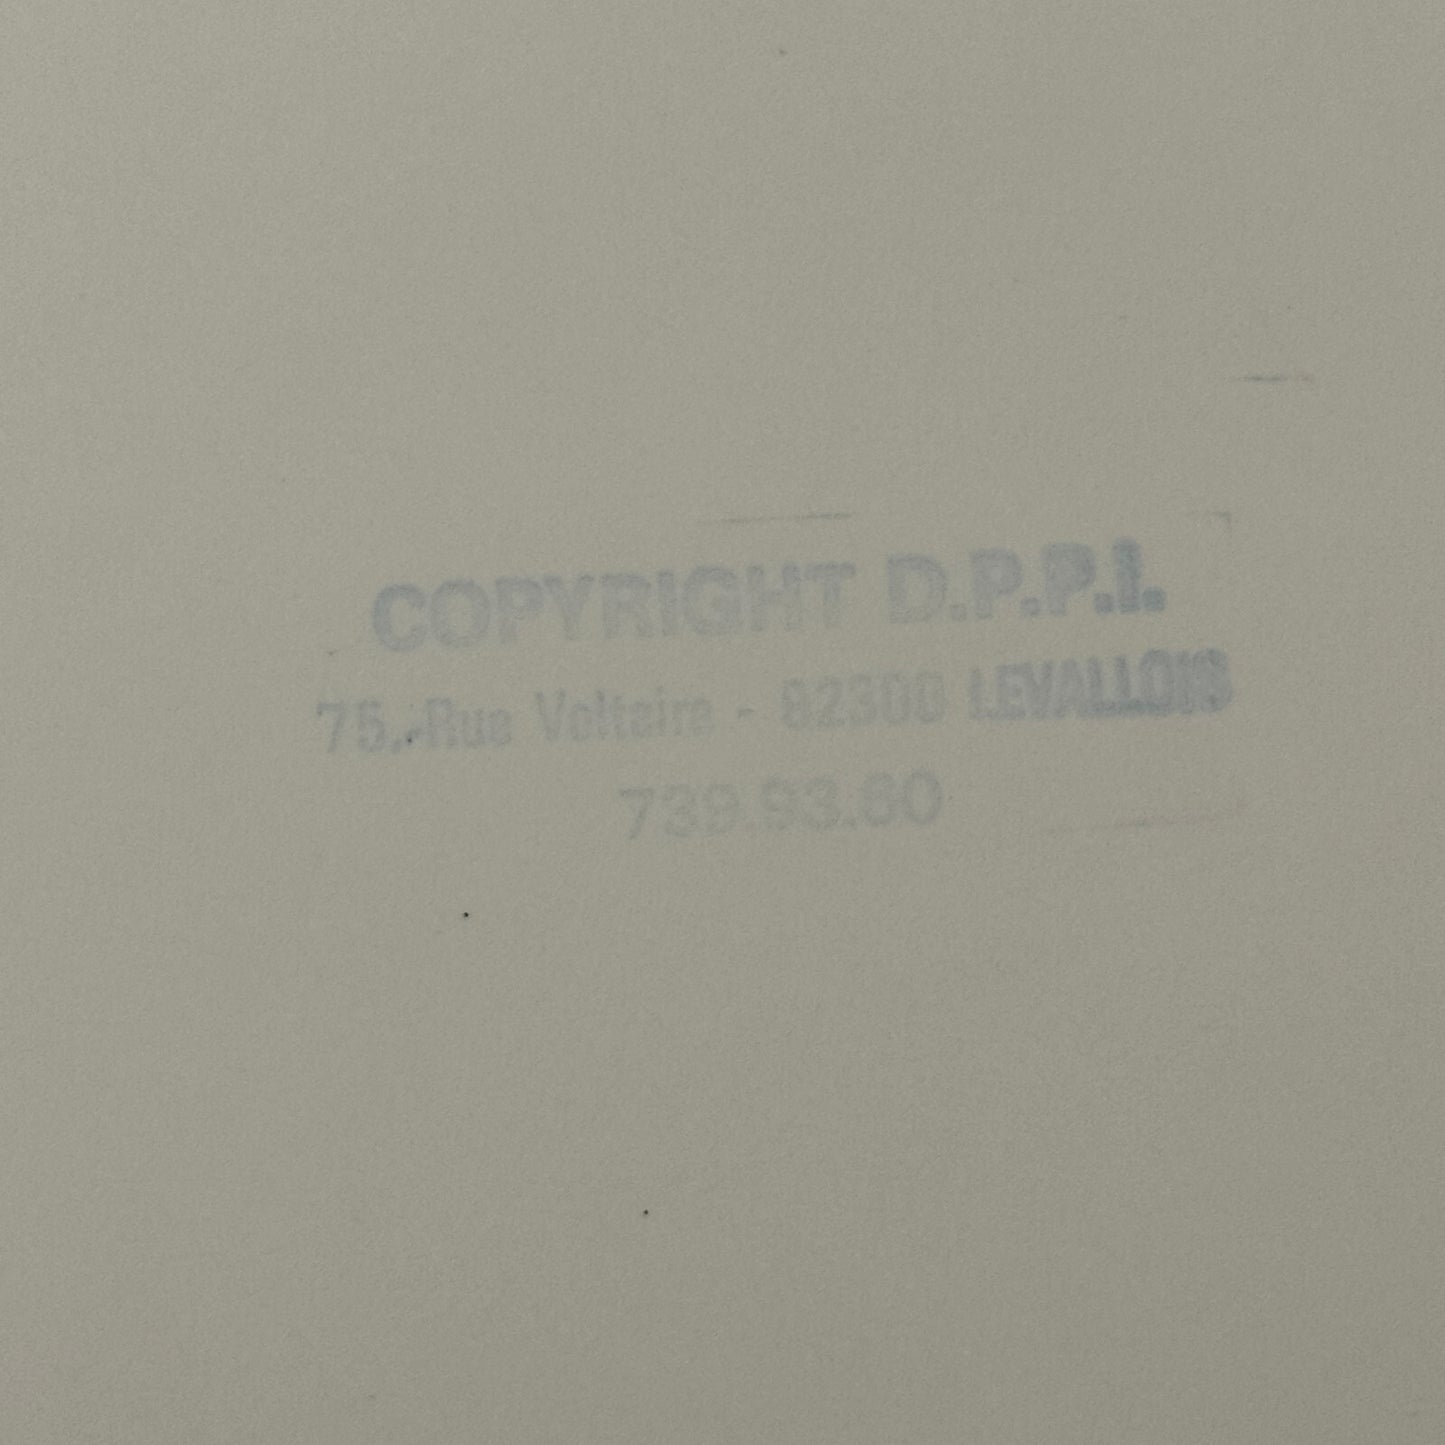 COPYRIGHT D.P.P.I.
75, Rue Voltaire - 92300 LEVALLOIS
739.93.60